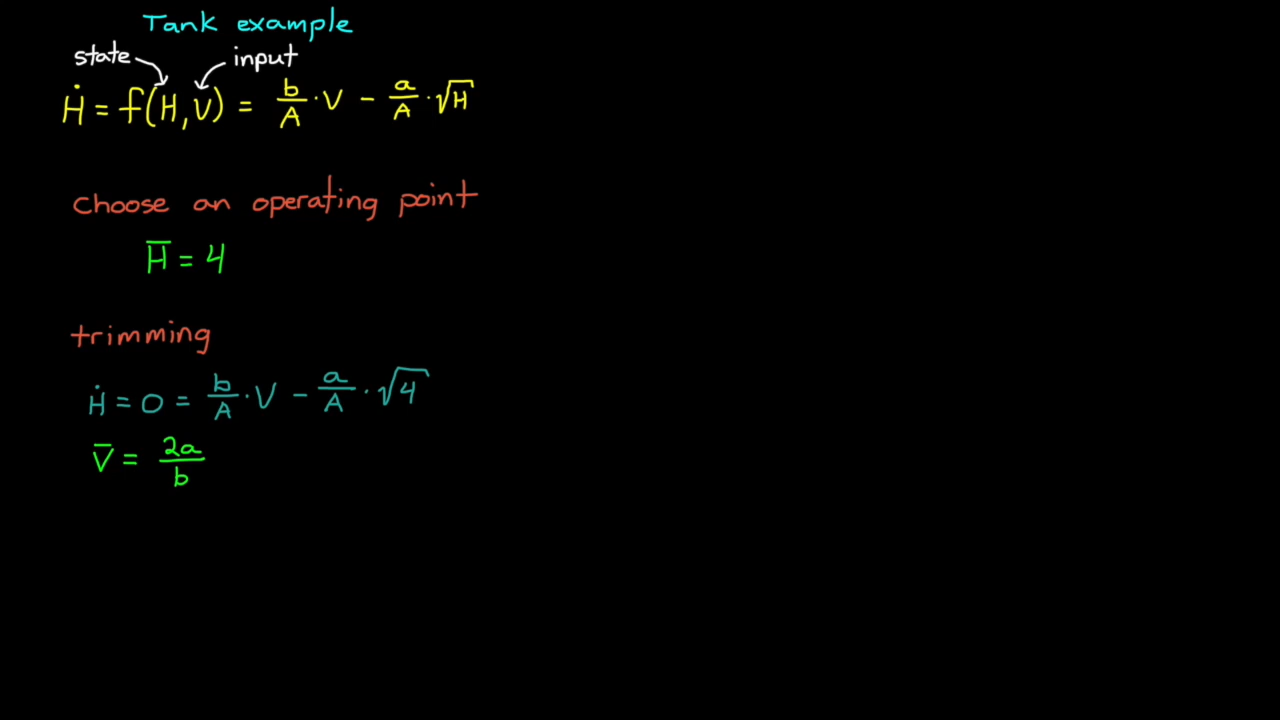 Tank example
state input
Ḣ = f(H, V) = b/A · V − a/A · √H
choose an operating point
H̅ = 4
trimming
Ḣ = 0 = b/A · V − a/A · √4
V̅ = 2a/b